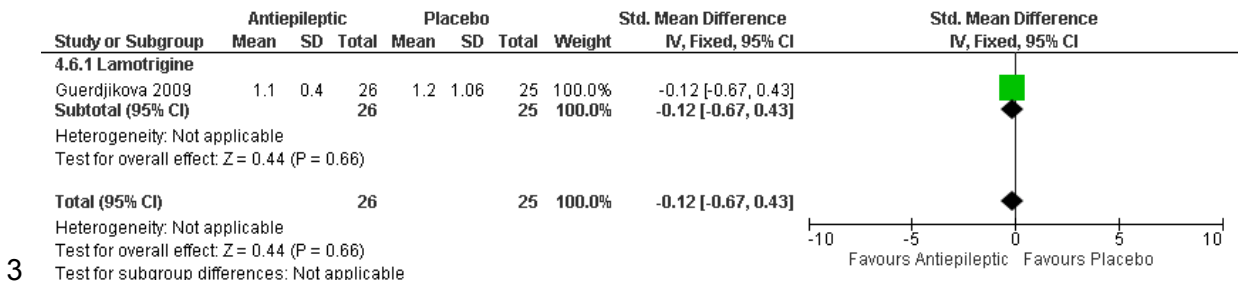 Antiepileptic Placebo Std. Mean Difference Std. Mean Difference
Study or Subgroup Mean SD Total Mean SD Total Weight IV, Fixed, 95% CI IV, Fixed, 95% CI
4.6.1 Lamotrigine
Guerdjikova 2009 1.1 0.4 26 1.2 1.06 25 100.0% -0.12 [-0.67, 0.43]
Subtotal (95% CI) 26 25 100.0% -0.12 [-0.67, 0.43]
Heterogeneity: Not applicable
Test for overall effect: Z = 0.44 (P = 0.66)
Total (95% CI) 26 25 100.0% -0.12 [-0.67, 0.43]
Heterogeneity: Not applicable
Test for overall effect: Z = 0.44 (P = 0.66)
3 Test for subgroup differences: Not applicable
-10 -5 0 5 10
Favours Antiepileptic Favours Placebo